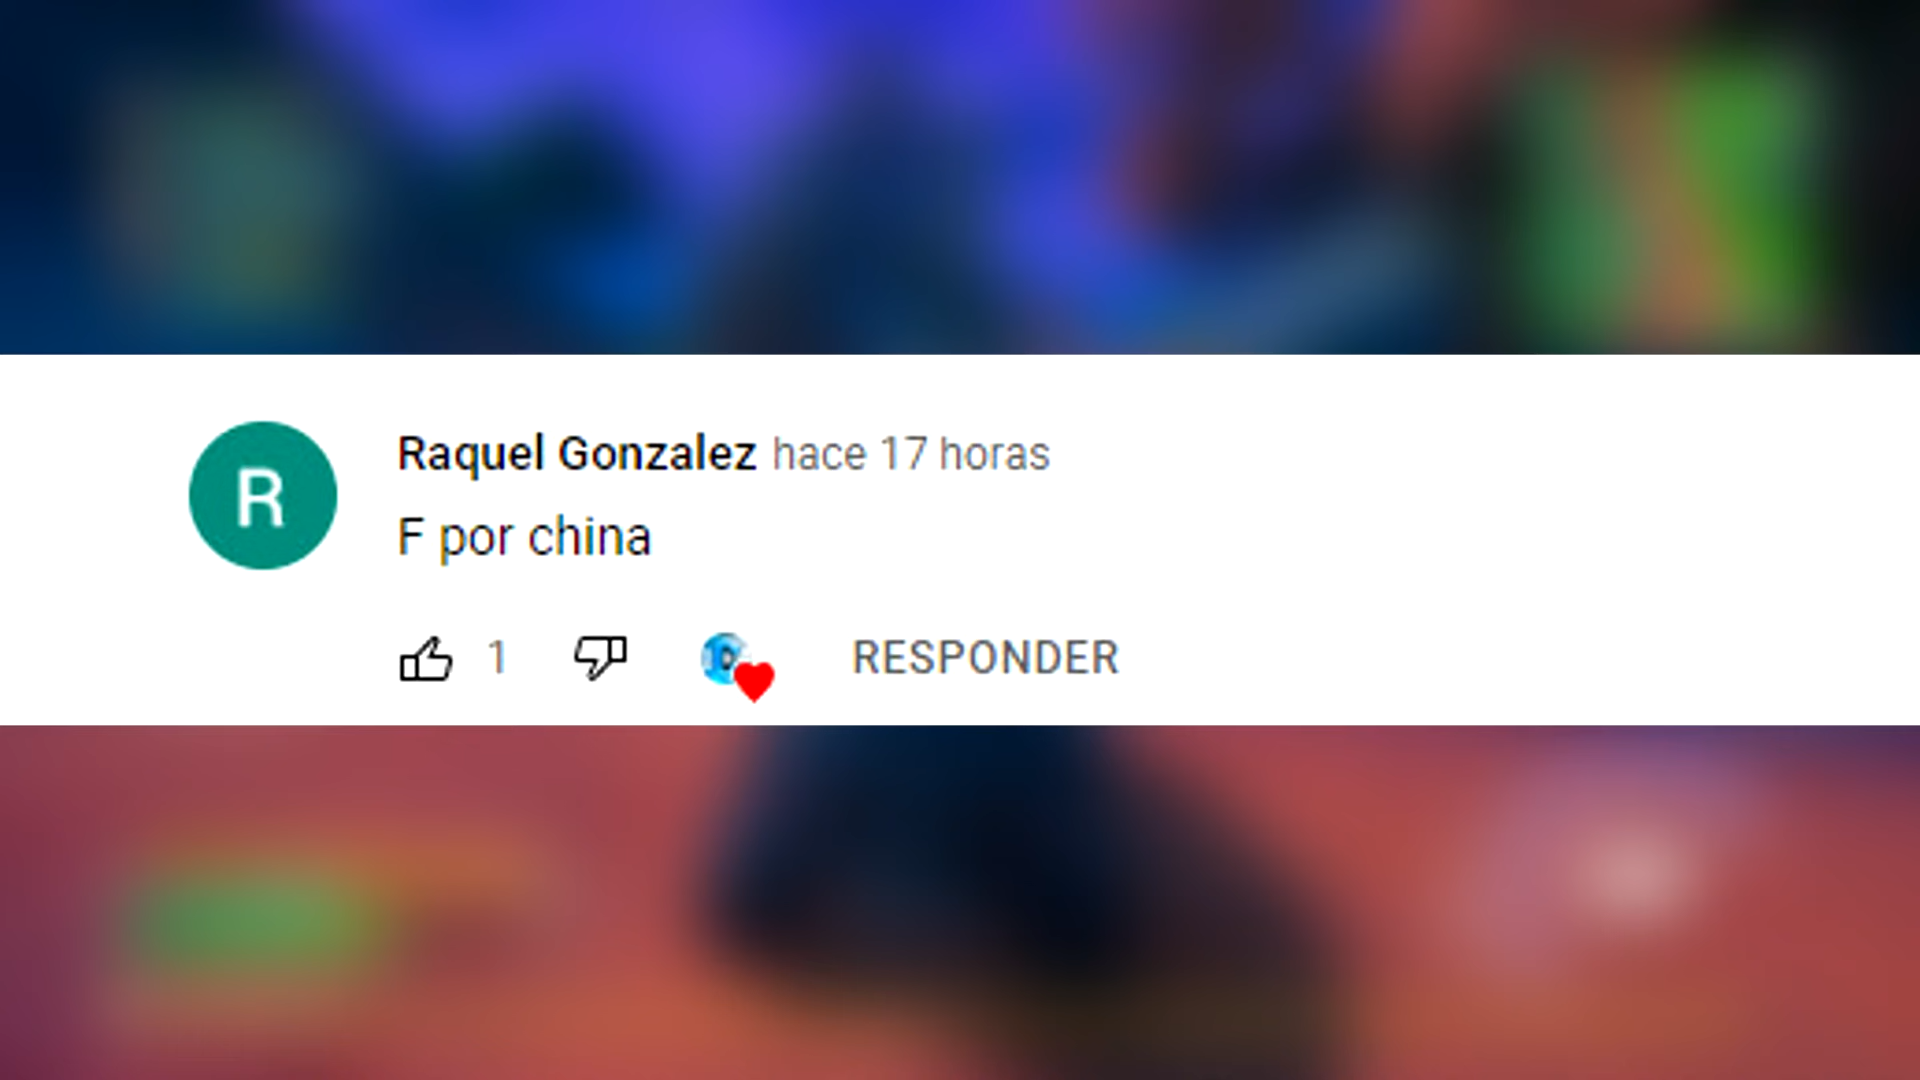 R
Raquel Gonzalez hace 17 horas
F por china
1
RESPONDER